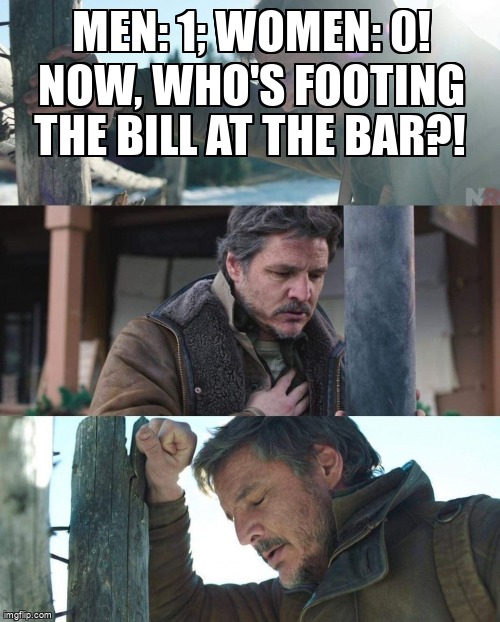 MEN: 1; WOMEN: 0!
NOW, WHO'S FOOTING
THE BILL AT THE BAR?!
imgflip.com